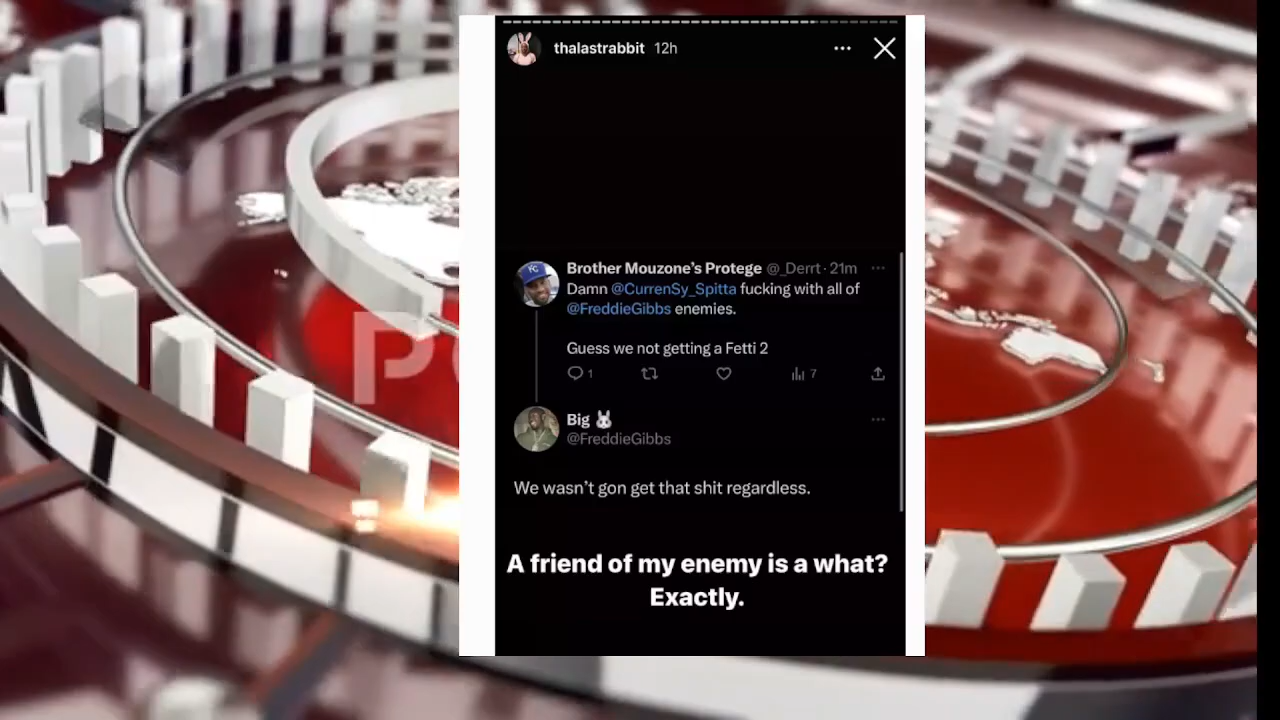 thalastrabbit 12h
Brother Mouzone's Protege @_Derrt · 21m
Damn @CurrenSy_Spitta fucking with all of
@FreddieGibbs enemies.
Guess we not getting a Fetti 2
1
7
Big 🐰
@FreddieGibbs
We wasn't gon get that shit regardless.
A friend of my enemy is a what?
Exactly.